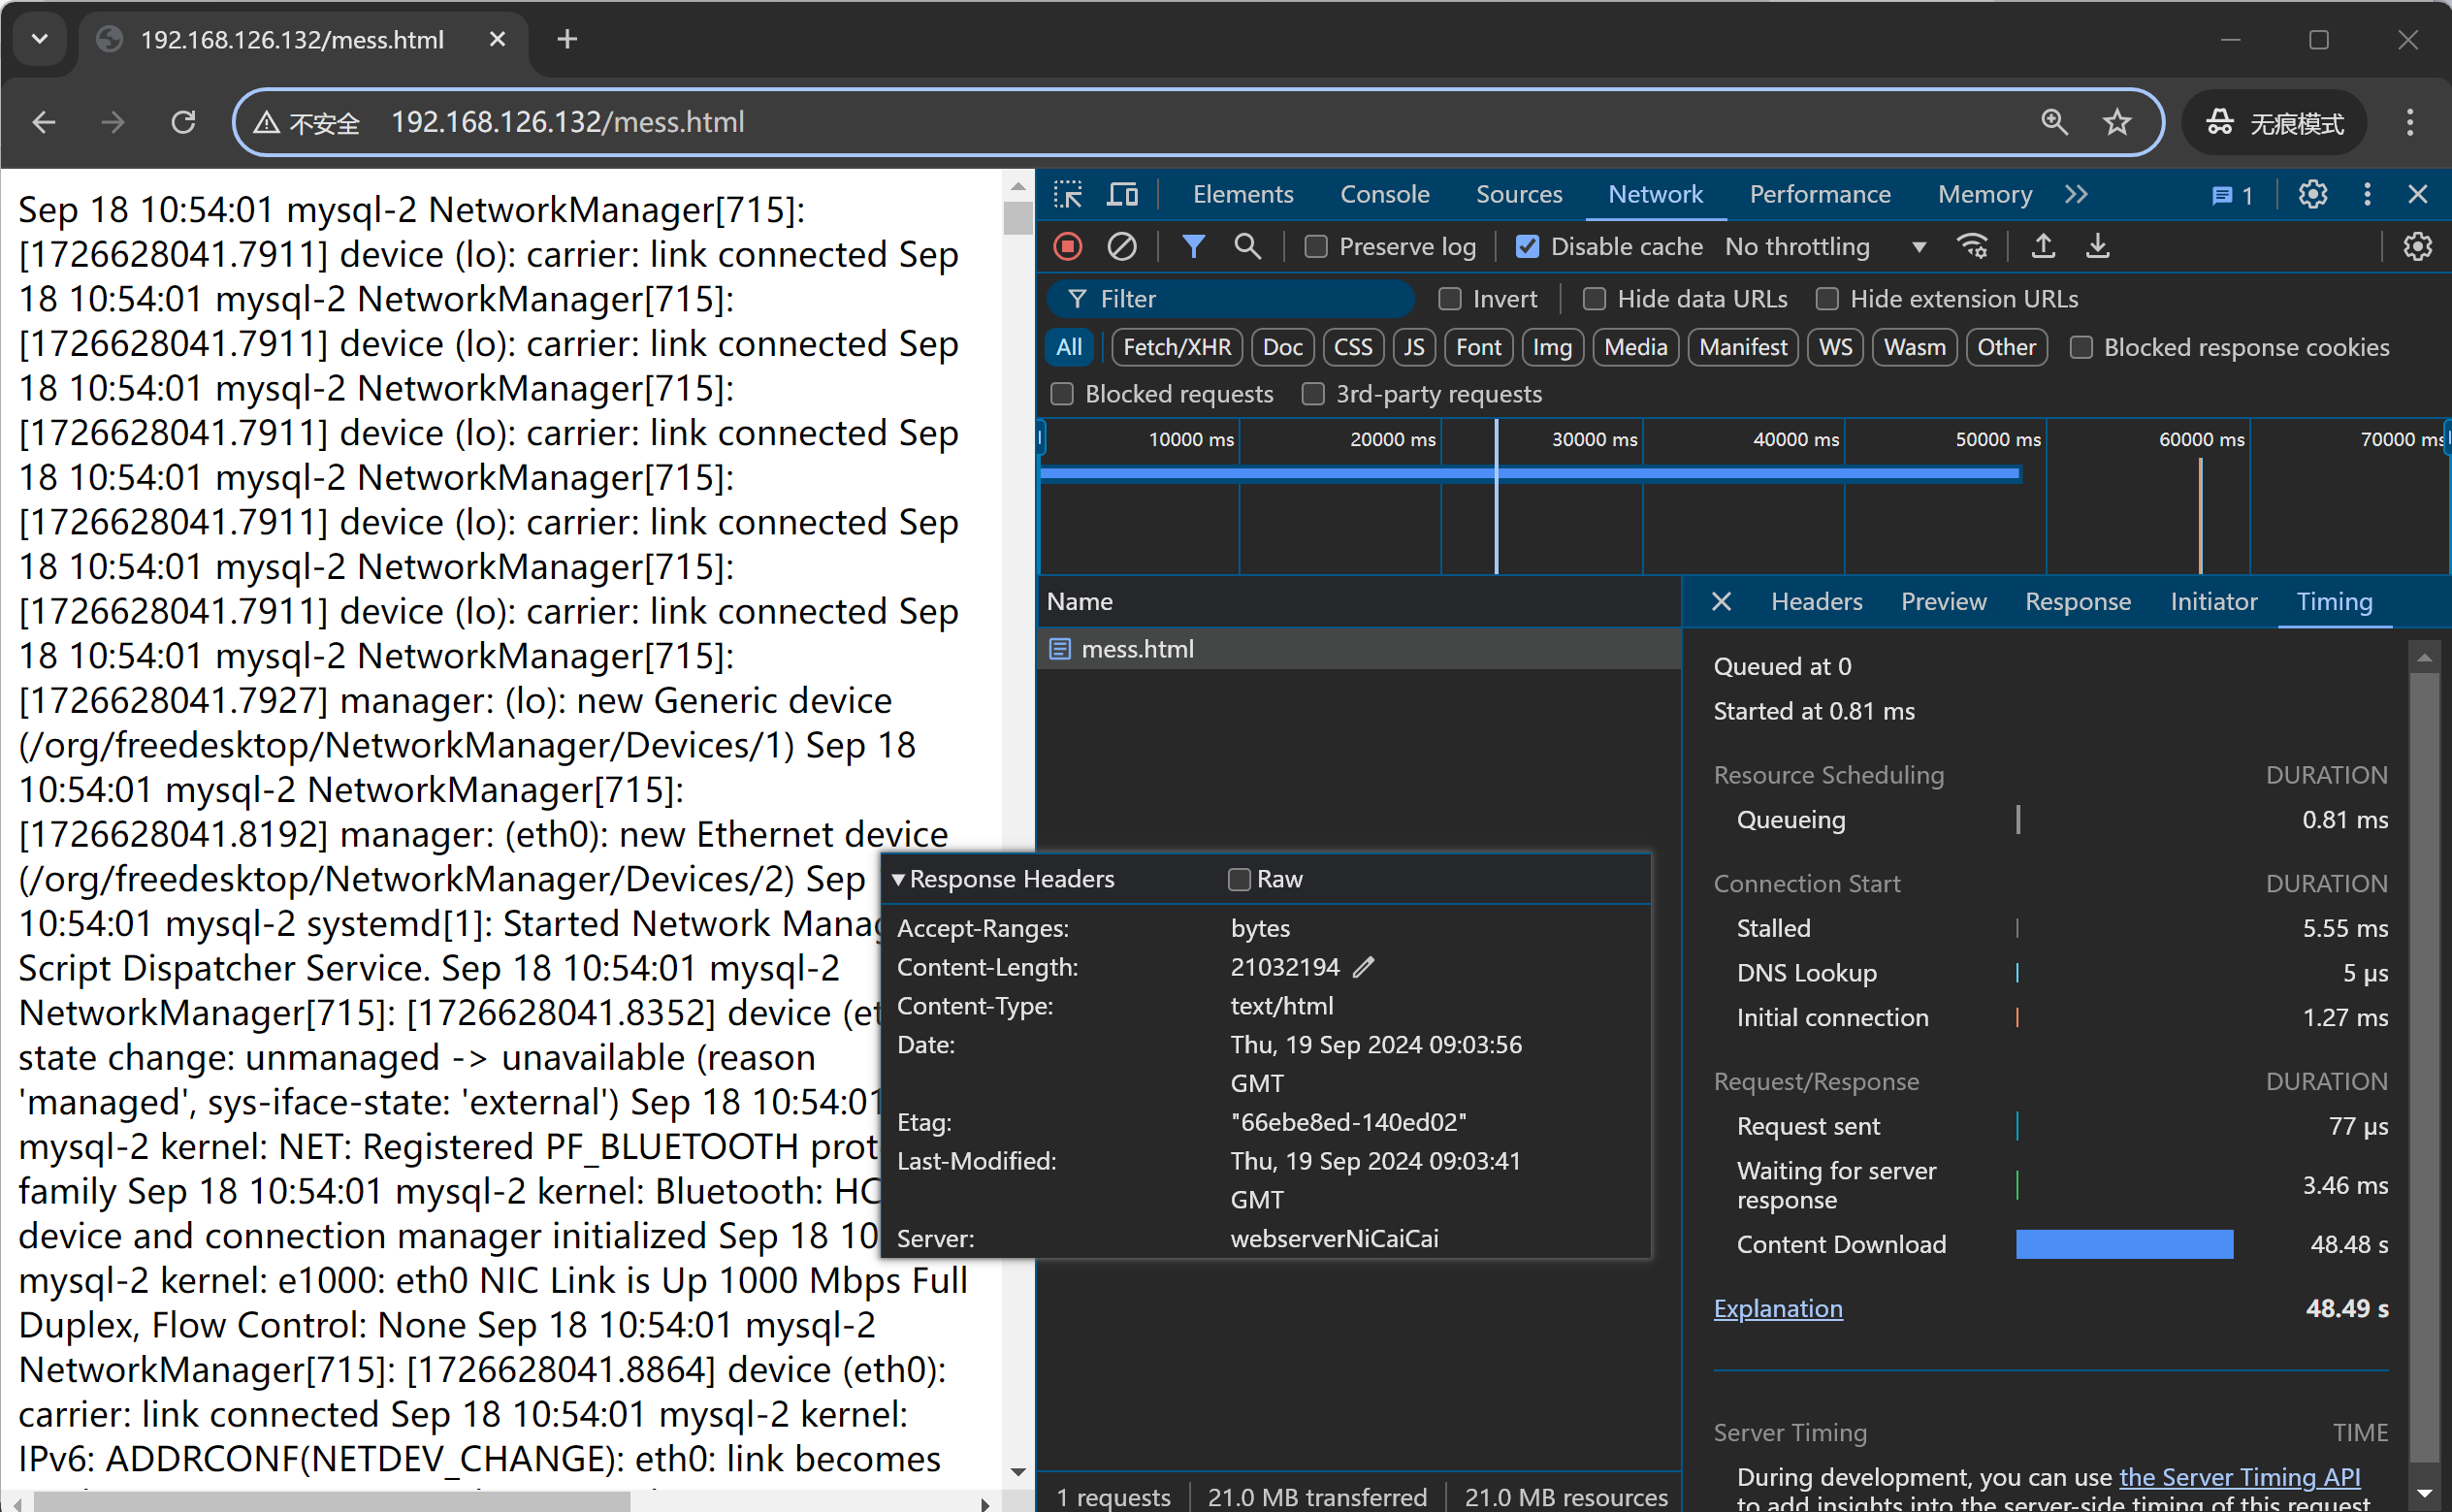 192.168.126.132/mess.html
不安全 192.168.126.132/mess.html
无痕模式
Sep 18 10:54:01 mysql-2 NetworkManager[715]:
[1726628041.7911] device (lo): carrier: link connected Sep
18 10:54:01 mysql-2 NetworkManager[715]:
[1726628041.7911] device (lo): carrier: link connected Sep
18 10:54:01 mysql-2 NetworkManager[715]:
[1726628041.7911] device (lo): carrier: link connected Sep
18 10:54:01 mysql-2 NetworkManager[715]:
[1726628041.7911] device (lo): carrier: link connected Sep
18 10:54:01 mysql-2 NetworkManager[715]:
[1726628041.7911] device (lo): carrier: link connected Sep
18 10:54:01 mysql-2 NetworkManager[715]:
[1726628041.7927] manager: (lo): new Generic device
(/org/freedesktop/NetworkManager/Devices/1) Sep 18
10:54:01 mysql-2 NetworkManager[715]:
[1726628041.8192] manager: (eth0): new Ethernet device
(/org/freedesktop/NetworkManager/Devices/2) Sep
10:54:01 mysql-2 systemd[1]: Started Network Manag
Script Dispatcher Service. Sep 18 10:54:01 mysql-2
NetworkManager[715]: [1726628041.8352] device (et
state change: unmanaged -> unavailable (reason
'managed', sys-iface-state: 'external') Sep 18 10:54:01
mysql-2 kernel: NET: Registered PF_BLUETOOTH prot
family Sep 18 10:54:01 mysql-2 kernel: Bluetooth: HC
device and connection manager initialized Sep 18 10
mysql-2 kernel: e1000: eth0 NIC Link is Up 1000 Mbps Full
Duplex, Flow Control: None Sep 18 10:54:01 mysql-2
NetworkManager[715]: [1726628041.8864] device (eth0):
carrier: link connected Sep 18 10:54:01 mysql-2 kernel:
IPv6: ADDRCONF(NETDEV_CHANGE): eth0: link becomes
Elements Console Sources Network Performance Memory 1
Preserve log Disable cache No throttling
Filter Invert Hide data URLs Hide extension URLs
All Fetch/XHR Doc CSS JS Font Img Media Manifest WS Wasm Other Blocked response cookies
Blocked requests 3rd-party requests
10000 ms 20000 ms 30000 ms 40000 ms 50000 ms 60000 ms 70000 ms
Name
mess.html
Response Headers Raw
Accept-Ranges: bytes
Content-Length: 21032194
Content-Type: text/html
Date: Thu, 19 Sep 2024 09:03:56
GMT
Etag: "66ebe8ed-140ed02"
Last-Modified: Thu, 19 Sep 2024 09:03:41
GMT
Server: webserverNiCaiCai
1 requests 21.0 MB transferred 21.0 MB resources
Headers Preview Response Initiator Timing
Queued at 0
Started at 0.81 ms
Resource Scheduling DURATION
Queueing 0.81 ms
Connection Start DURATION
Stalled 5.55 ms
DNS Lookup 5 μs
Initial connection 1.27 ms
Request/Response DURATION
Request sent 77 μs
Waiting for server
response 3.46 ms
Content Download 48.48 s
Explanation 48.49 s
Server Timing TIME
During development, you can use the Server Timing API
to add insights into the server-side timing of this request